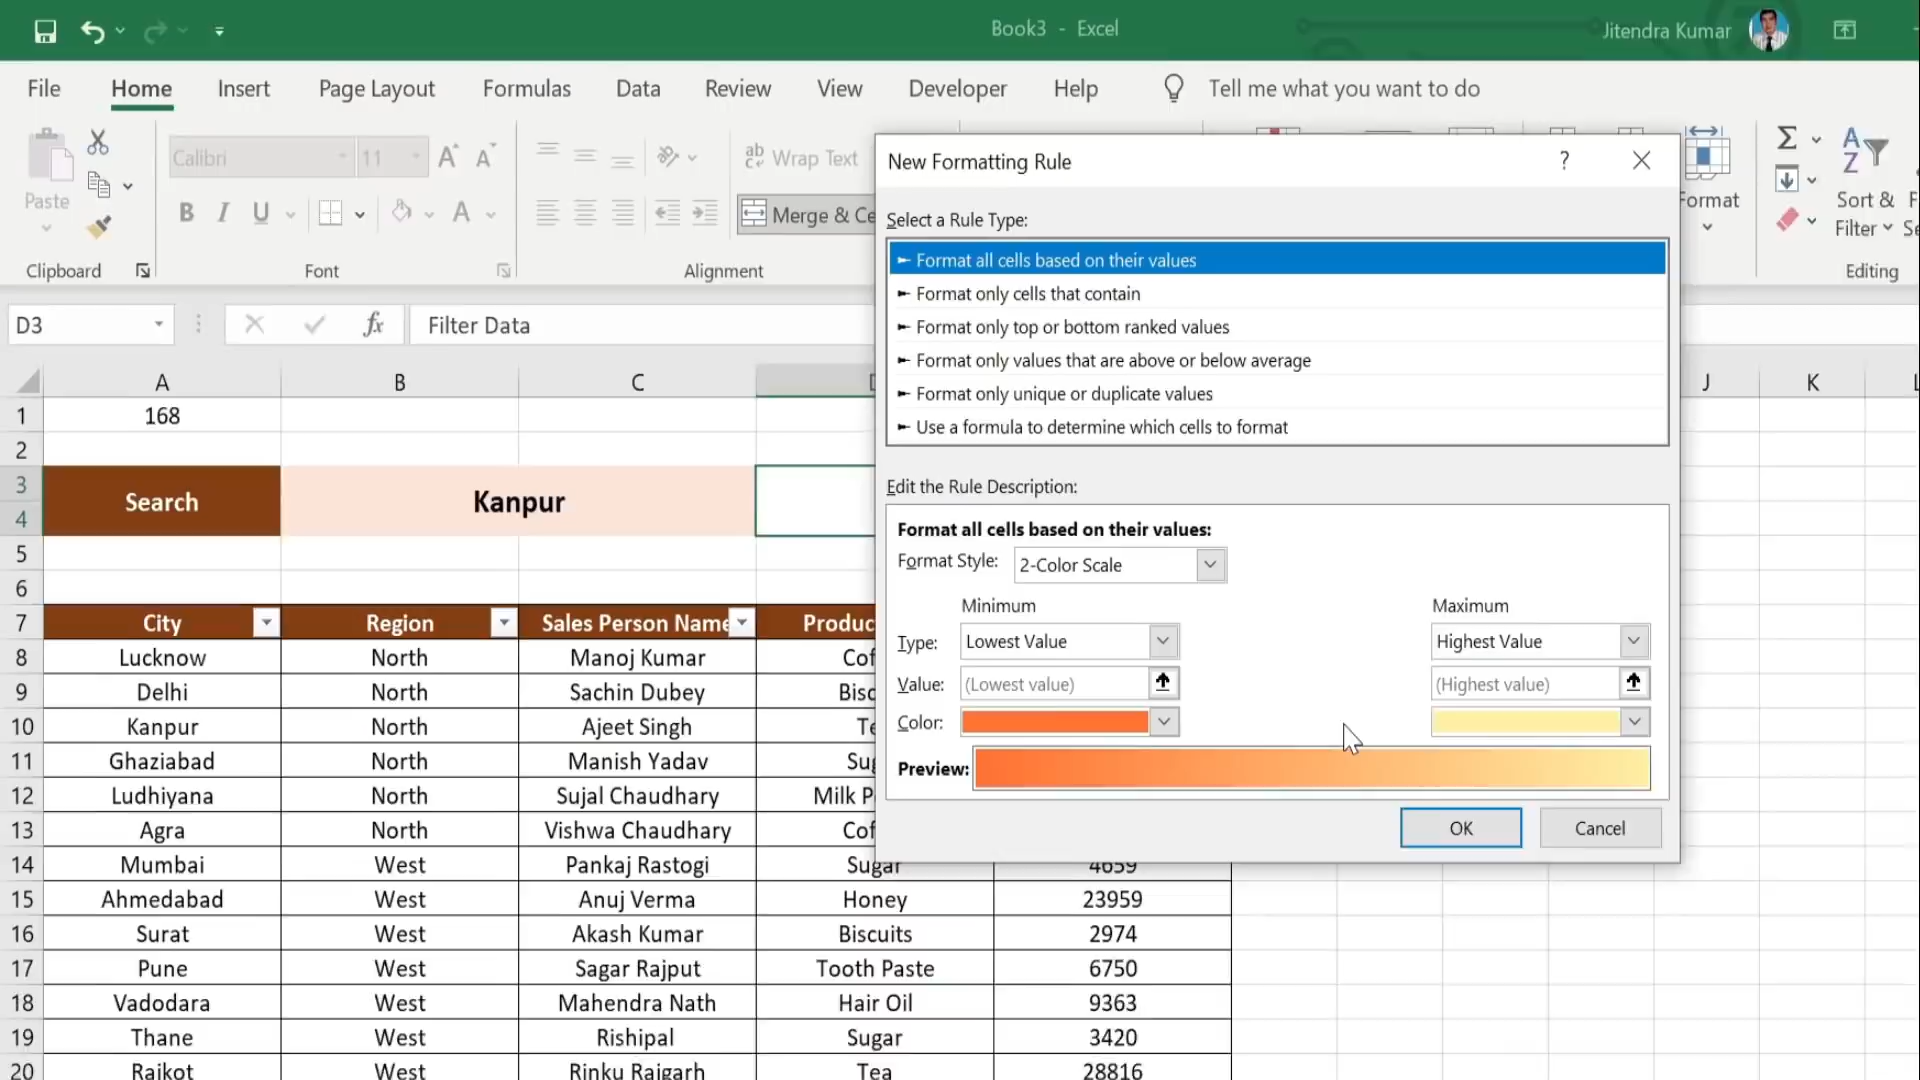 Book3 - Excel
Jitendra Kumar
File Home Insert Page Layout Formulas Data Review View Developer Help Tell me what you want to do
Paste
Calibri 11
ab Wrap Text
B I U
Merge & Ce
Format
Sort &
Filter
Clipboard Font Alignment Editing
D3 fx Filter Data
New Formatting Rule ?
Select a Rule Type:
► Format all cells based on their values
► Format only cells that contain
► Format only top or bottom ranked values
► Format only values that are above or below average
► Format only unique or duplicate values
► Use a formula to determine which cells to format
Edit the Rule Description:
Format all cells based on their values:
Format Style: 2-Color Scale
Minimum Maximum
Type: Lowest Value Highest Value
Value: (Lowest value) (Highest value)
Color:
Preview:
OK Cancel
A B C J K
1 168
2
3 Search Kanpur
4
5
6
7 City Region Sales Person Name Produc
8 Lucknow North Manoj Kumar Cof
9 Delhi North Sachin Dubey Bisc
10 Kanpur North Ajeet Singh Te
11 Ghaziabad North Manish Yadav Sug
12 Ludhiyana North Sujal Chaudhary Milk P
13 Agra North Vishwa Chaudhary Cof
14 Mumbai West Pankaj Rastogi Sugar 4659
15 Ahmedabad West Anuj Verma Honey 23959
16 Surat West Akash Kumar Biscuits 2974
17 Pune West Sagar Rajput Tooth Paste 6750
18 Vadodara West Mahendra Nath Hair Oil 9363
19 Thane West Rishipal Sugar 3420
20 Rajkot West Rinku Rajgarh Tea 28816